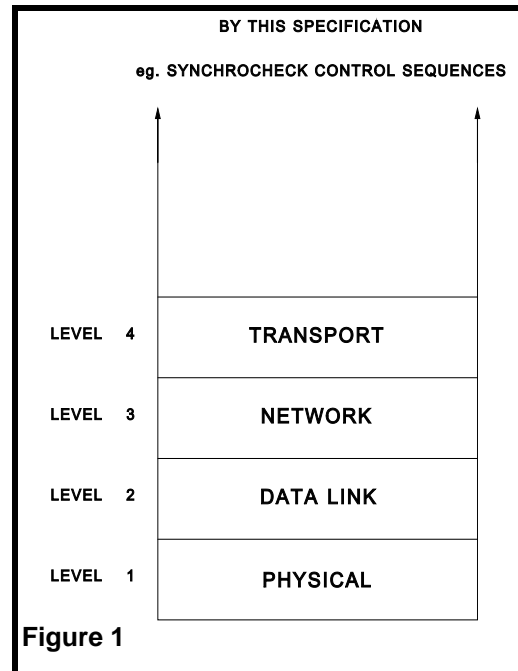 BY THIS SPECIFICATION
eg. SYNCHROCHECK CONTROL SEQUENCES
LEVEL 4 TRANSPORT
LEVEL 3 NETWORK
LEVEL 2 DATA LINK
LEVEL 1 PHYSICAL
Figure 1